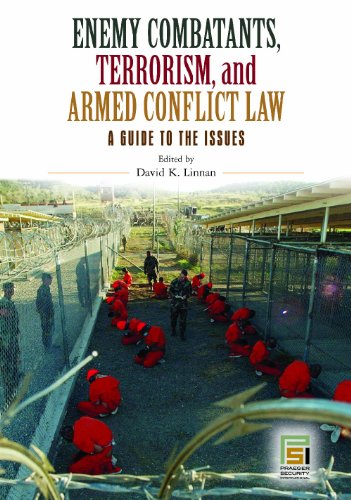 ENEMY COMBATANTS,
TERRORISM, and
ARMED CONFLICT LAW
A GUIDE TO THE ISSUES
Edited by
David K. Linnan
PSI
PRAEGER
SECURITY
INTERNATIONAL